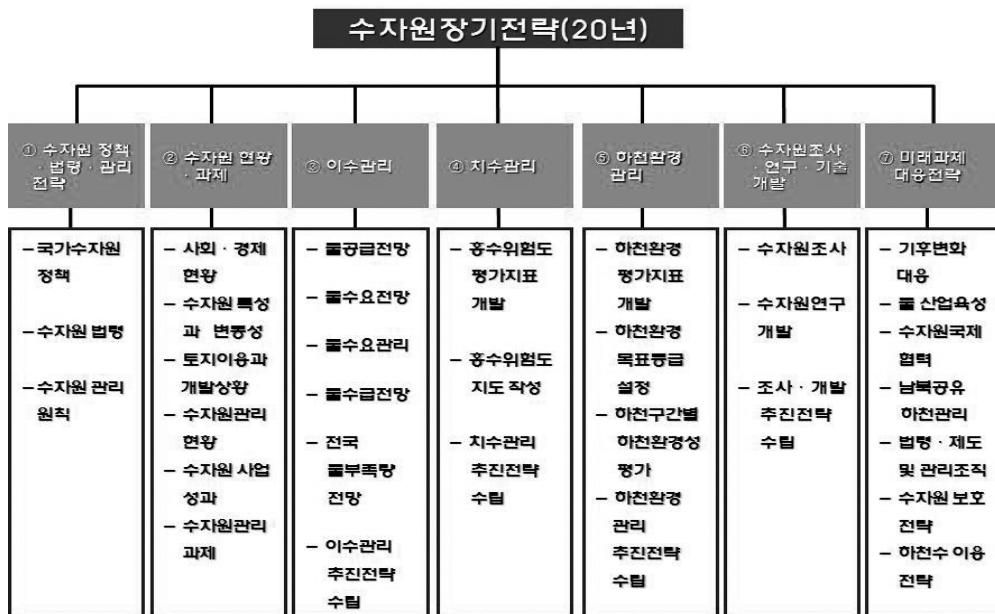 수자원장기전략(20년)
① 수자원 정책
· 법령 · 관리
전략
② 수자원 현황
· 과제
③ 이수관리
④ 치수관리
⑤ 하천환경
관리
⑥ 수자원조사
· 연구 · 기술
개발
⑦ 미래과제
대응전략
– 국가수자원
정책
– 수자원 법령
– 수자원 관리
원칙
– 사회 · 경제
현황
– 수자원 특성
과 변동성
– 토지이용과
개발상황
– 수자원관리
현황
– 수자원 사업
성과
– 수자원관리
과제
– 물공급전망
– 물수요전망
– 물수요관리
– 물수급전망
– 전국
물부족량
전망
– 이수관리
추진전략
수립
– 홍수위험도
평가지표
개발
– 홍수위험도
지도 작성
– 치수관리
추진전략
수립
– 하천환경
평가지표
개발
– 하천환경
목표등급
설정
– 하천구간별
하천환경성
평가
– 하천환경
관리
추진전략
수립
– 수자원조사
– 수자원연구
개발
– 조사 · 개발
추진전략
수립
– 기후변화
대응
– 물 산업육성
– 수자원국제
협력
– 남북공유
하천관리
– 법령 · 제도
및 관리조직
– 수자원 보호
전략
– 하천수 이용
전략